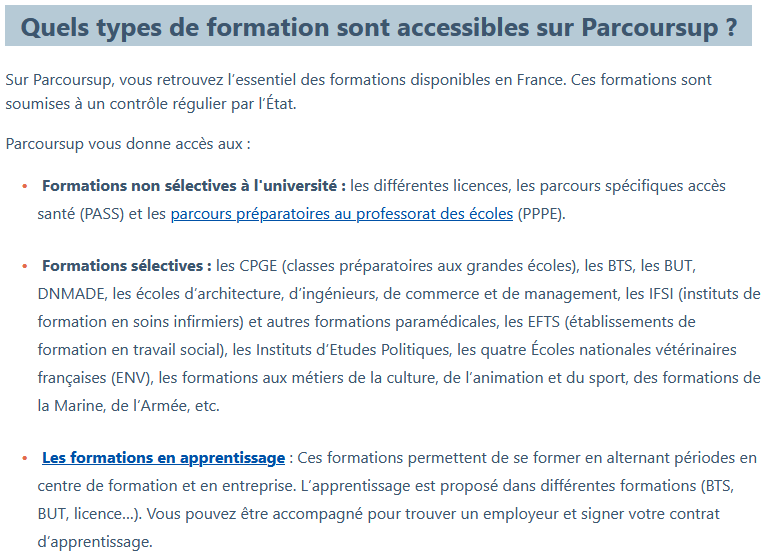 Quels types de formation sont accessibles sur Parcoursup ?
Sur Parcoursup, vous retrouvez l’essentiel des formations disponibles en France. Ces formations sont
soumises à un contrôle régulier par l’État.
Parcoursup vous donne accès aux :
• Formations non sélectives à l'université : les différentes licences, les parcours spécifiques accès
santé (PASS) et les parcours préparatoires au professorat des écoles (PPPE).
• Formations sélectives : les CPGE (classes préparatoires aux grandes écoles), les BTS, les BUT,
DNMADE, les écoles d’architecture, d’ingénieurs, de commerce et de management, les IFSI (instituts de
formation en soins infirmiers) et autres formations paramédicales, les EFTS (établissements de
formation en travail social), les Instituts d’Etudes Politiques, les quatre Écoles nationales vétérinaires
françaises (ENV), les formations aux métiers de la culture, de l’animation et du sport, des formations de
la Marine, de l’Armée, etc.
• Les formations en apprentissage : Ces formations permettent de se former en alternant périodes en
centre de formation et en entreprise. L’apprentissage est proposé dans différentes formations (BTS,
BUT, licence…). Vous pouvez être accompagné pour trouver un employeur et signer votre contrat
d’apprentissage.